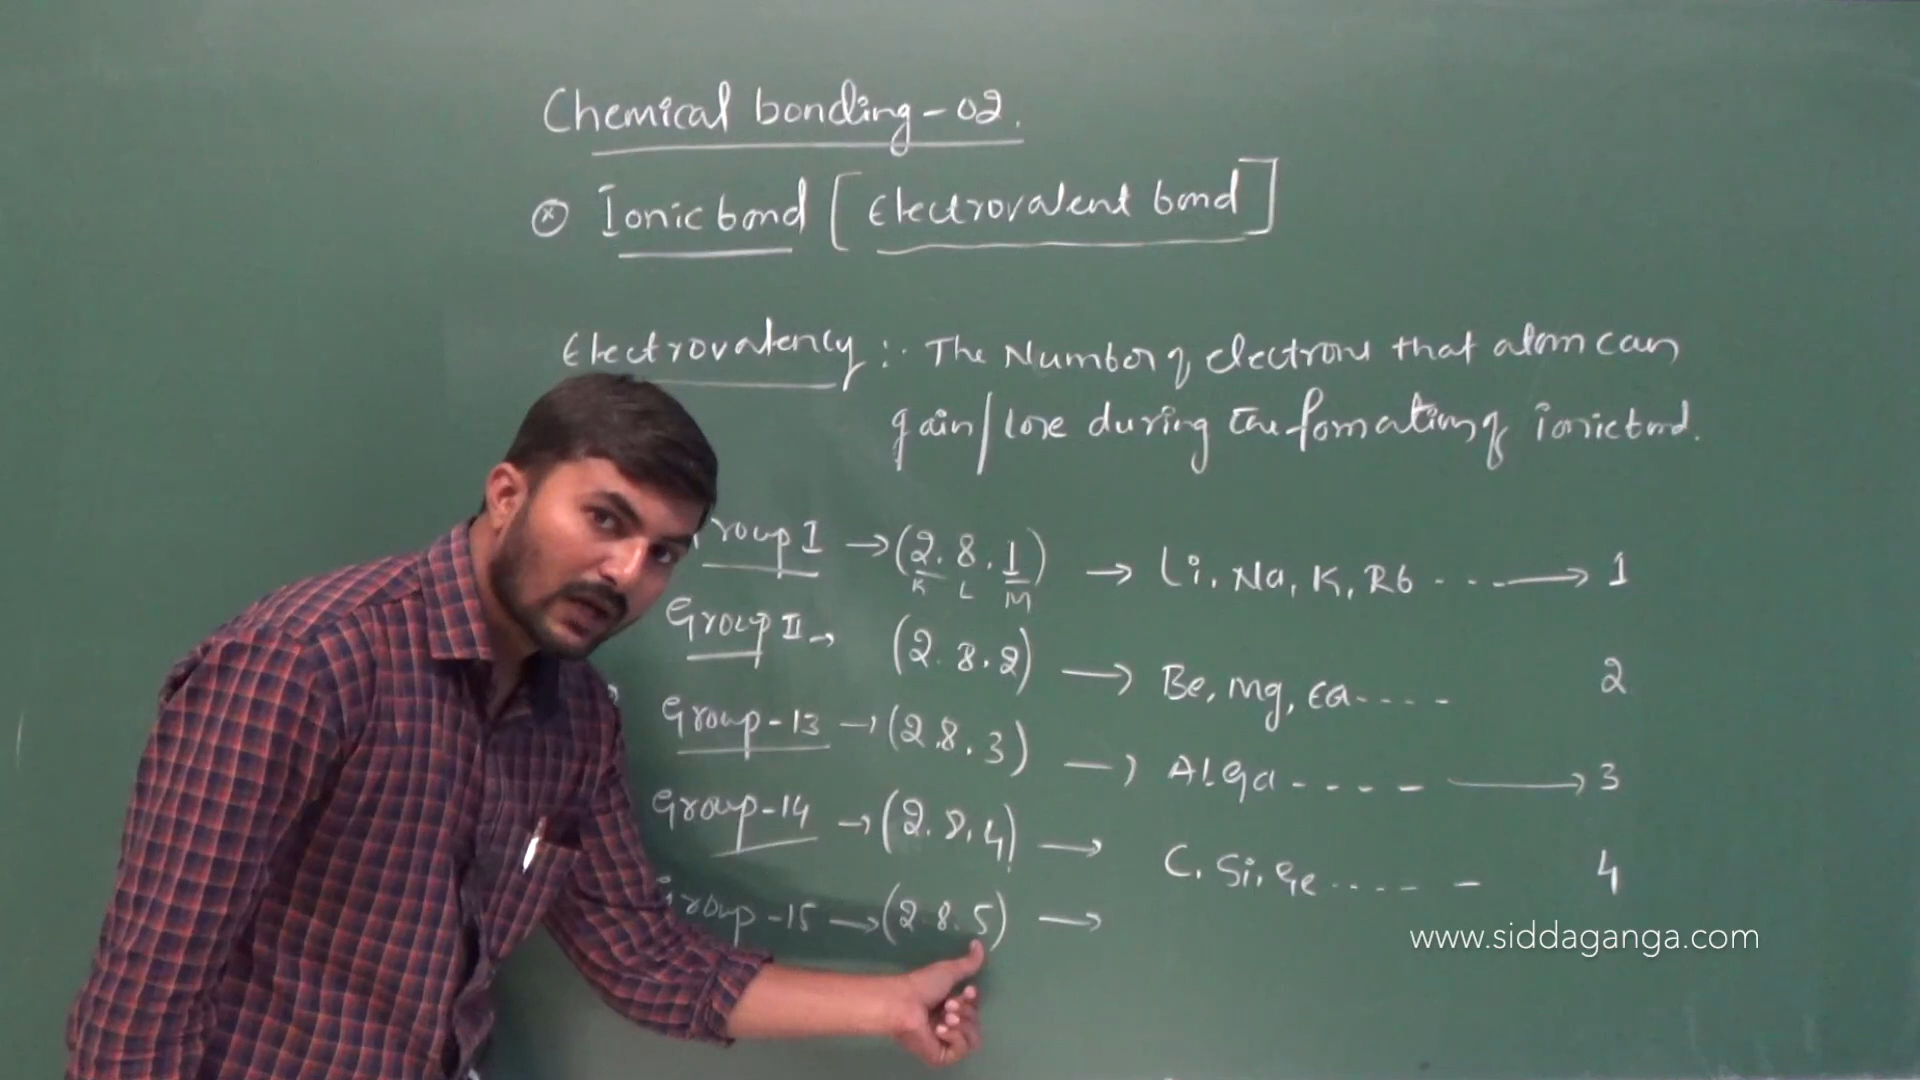 Chemical bonding - 02.
Ionic bond [Electrovalent bond]
Electrovalency :- The Number of electrons that atom can
gain/lose during the formation of ionic bond.
Group I → (2.8.1) → Li, Na, K, Rb ----→ 1
K L M
Group II → (2.8.2) → Be, Mg, Ca---- 2
Group-13 → (2.8.3) → Al Ga ---- → 3
Group-14 → (2.8.4) → C, Si, Ge ----- 4
Group-15 → (2.8.5) →
www.siddaganga.com